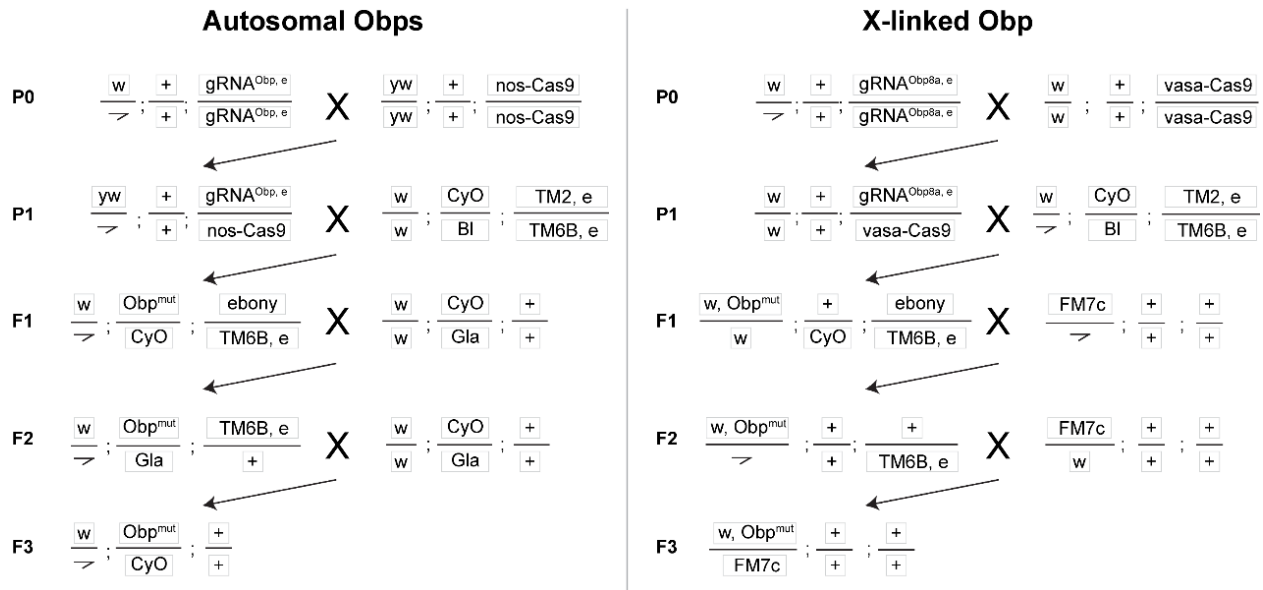 Autosomal Obps
P0
w ; + ; gRNAObp, e X yw ; + ; nos-Cas9
+ gRNAObp, e yw + nos-Cas9
P1
yw ; + ; gRNAObp, e X w ; CyO ; TM2, e
+ nos-Cas9 w Bl TM6B, e
F1
w ; Obpmut ; ebony X w ; CyO ; +
CyO TM6B, e w Gla +
F2
w ; Obpmut ; TM6B, e X w ; CyO ; +
Gla + w Gla +
F3
w ; Obpmut ; +
CyO +
X-linked Obp
P0
w ; + ; gRNAObp8a, e X w ; + ; vasa-Cas9
+ gRNAObp8a, e w + vasa-Cas9
P1
w ; + ; gRNAObp8a, e X w ; CyO ; TM2, e
w + vasa-Cas9 Bl TM6B, e
F1
w, Obpmut ; + ; ebony X FM7c ; + ; +
w CyO TM6B, e + +
F2
w, Obpmut ; + ; + X FM7c ; + ; +
+ TM6B, e w + +
F3
w, Obpmut ; + ; +
FM7c + +